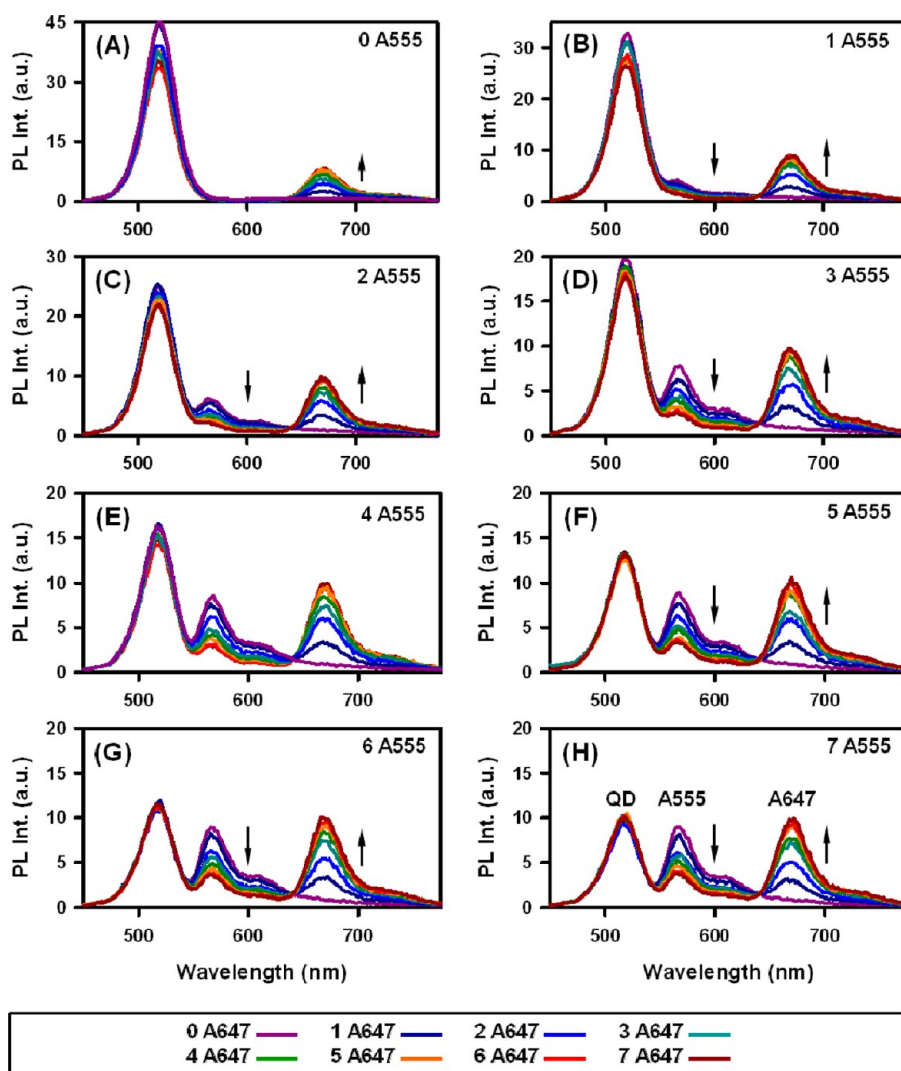 (A) 0 A555
PL Int. (a.u.)
45
30
15
0
500 600 700
(B) 1 A555
PL Int. (a.u.)
30
20
10
0
500 600 700
(C) 2 A555
PL Int. (a.u.)
30
20
10
0
500 600 700
(D) 3 A555
PL Int. (a.u.)
20
15
10
5
0
500 600 700
(E) 4 A555
PL Int. (a.u.)
20
15
10
5
0
500 600 700
(F) 5 A555
PL Int. (a.u.)
20
15
10
5
0
500 600 700
(G) 6 A555
PL Int. (a.u.)
20
15
10
5
0
500 600 700
Wavelength (nm)
(H) 7 A555
QD A555 A647
PL Int. (a.u.)
20
15
10
5
0
500 600 700
Wavelength (nm)
0 A647 1 A647 2 A647 3 A647
4 A647 5 A647 6 A647 7 A647